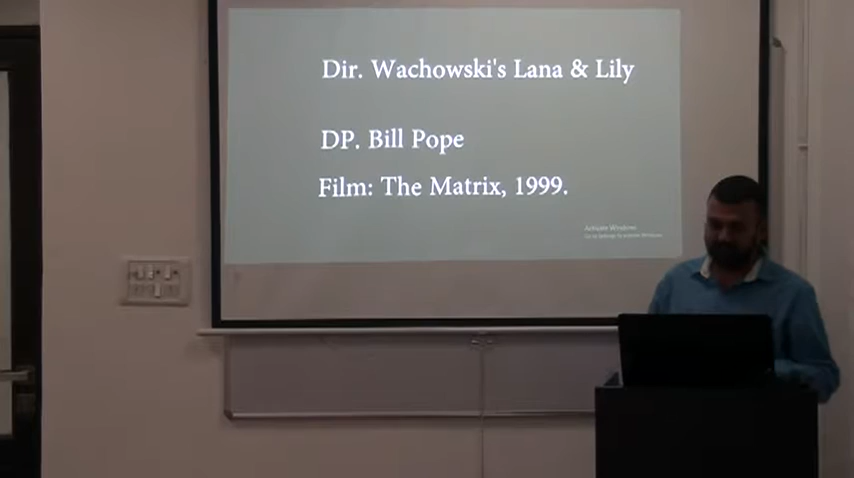 Dir. Wachowski's Lana & Lily
DP. Bill Pope
Film: The Matrix, 1999.
Activate Windows